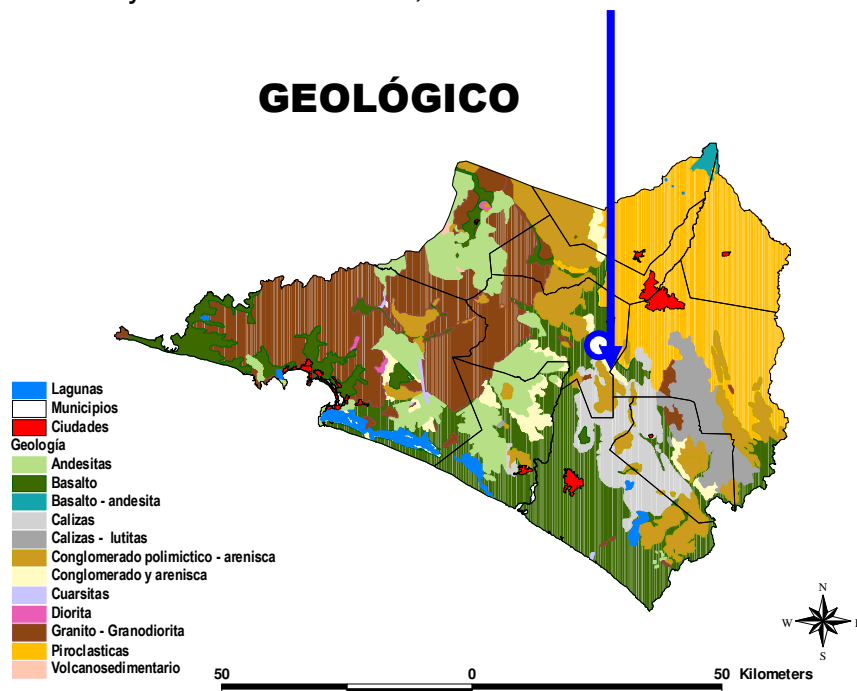 GEOLÓGICO
Lagunas
Municipios
Ciudades
Geología
Andesitas
Basalto
Basalto - andesita
Calizas
Calizas - lutitas
Conglomerado polimictico - arenisca
Conglomerado y arenisca
Cuarsitas
Diorita
Granito - Granodiorita
Piroclasticas
Volcanosedimentario
N
W
S
50 0 50 Kilometers